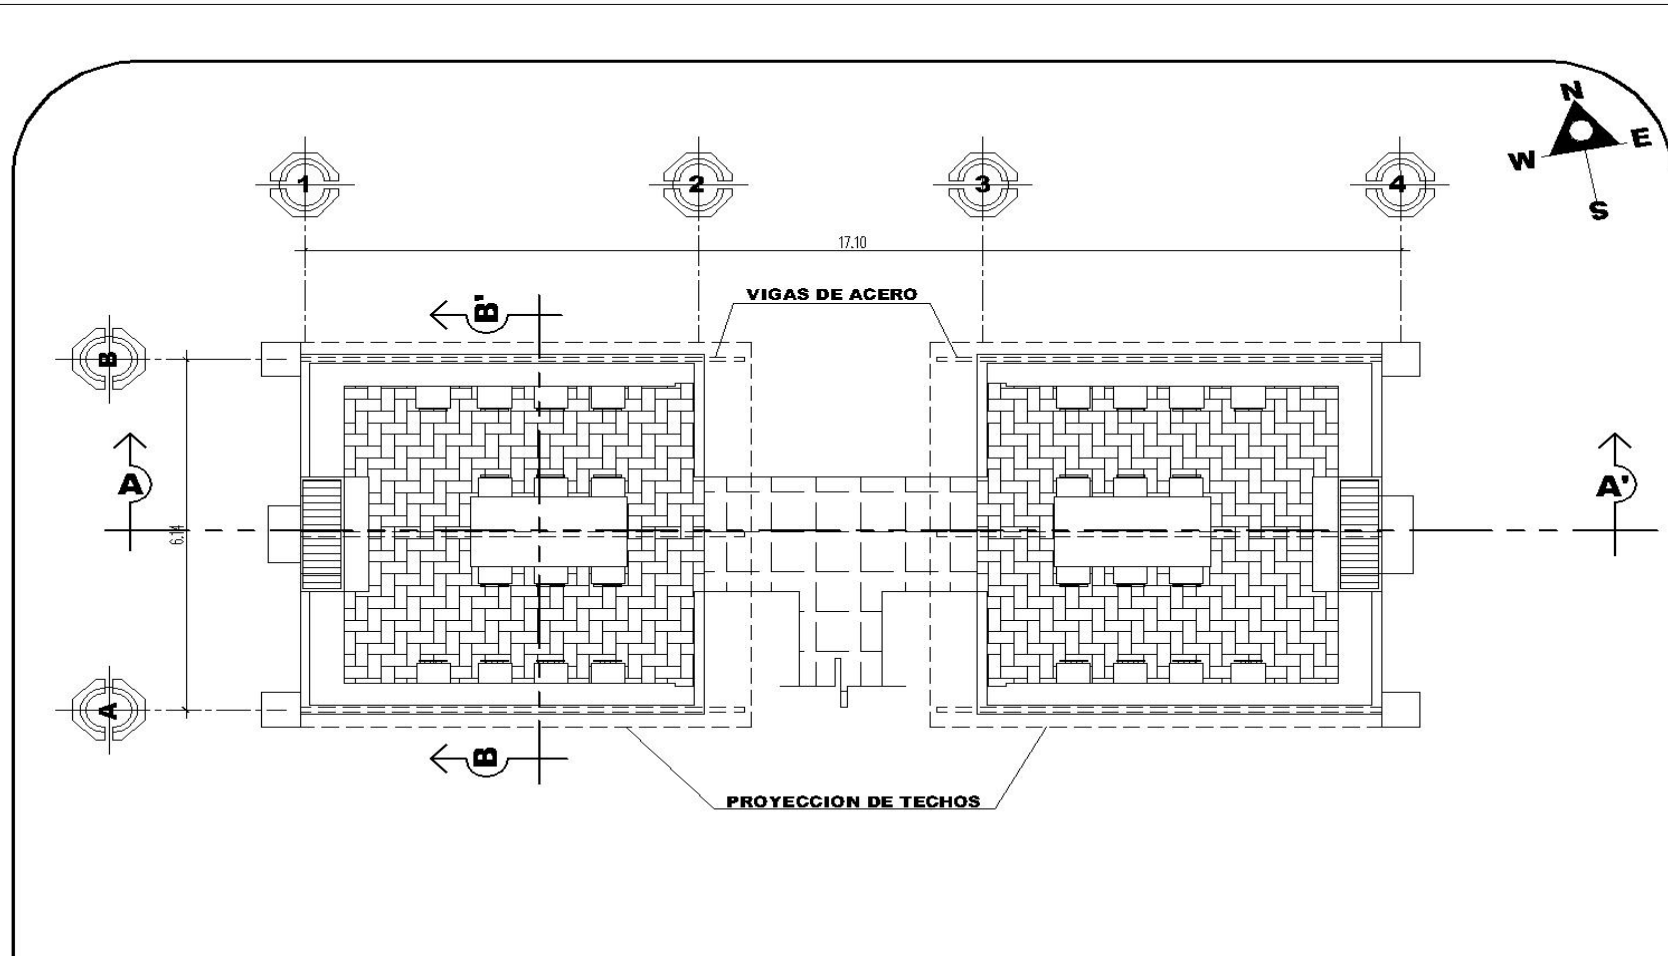 N
W
E
S
1
2
3
4
17.10
VIGAS DE ACERO
B'
B
A
A'
6.14
A
B
PROYECCION DE TECHOS